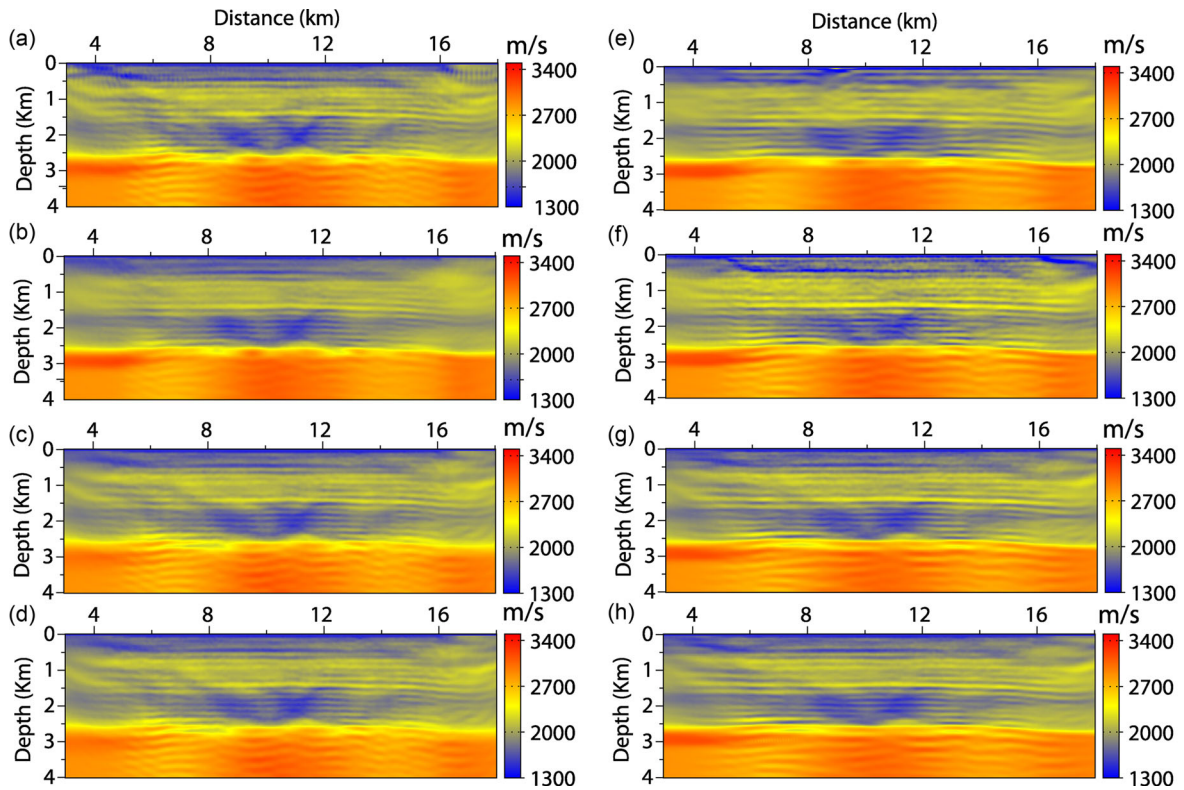 Distance (km)
(a)
4 8 12 16
m/s
0
1
2
3
4
Depth (Km)
3400
2700
2000
1300
(b)
4 8 12 16
m/s
0
1
2
3
4
Depth (Km)
3400
2700
2000
1300
(c)
4 8 12 16
m/s
0
1
2
3
4
Depth (Km)
3400
2700
2000
1300
(d)
4 8 12 16
m/s
0
1
2
3
4
Depth (Km)
3400
2700
2000
1300
Distance (km)
(e)
4 8 12 16
m/s
0
1
2
3
4
Depth (Km)
3400
2700
2000
1300
(f)
4 8 12 16
m/s
0
1
2
3
4
Depth (Km)
3400
2700
2000
1300
(g)
4 8 12 16
m/s
0
1
2
3
4
Depth (Km)
3400
2700
2000
1300
(h)
4 8 12 16
m/s
0
1
2
3
4
Depth (Km)
3400
2700
2000
1300